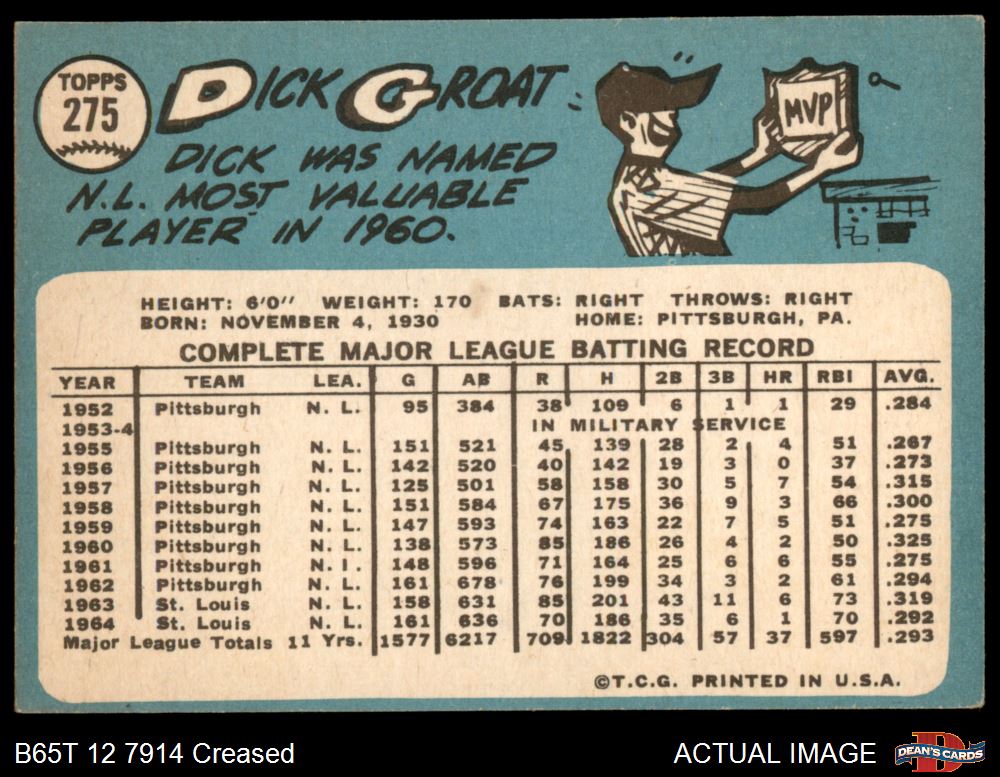 TOPPS
275
DICK GROAT
DICK WAS NAMED
N.L. MOST VALUABLE
PLAYER IN 1960.
MVP
HEIGHT: 6'0" WEIGHT: 170 BATS: RIGHT THROWS: RIGHT
BORN: NOVEMBER 4, 1930 HOME: PITTSBURGH, PA.
COMPLETE MAJOR LEAGUE BATTING RECORD
YEAR TEAM LEA. G AB R H 2B 3B HR RBI AVG.
1952 Pittsburgh N. L. 95 384 38 109 6 1 1 29 .284
1953-4 IN MILITARY SERVICE
1955 Pittsburgh N. L. 151 521 45 139 28 2 4 51 .267
1956 Pittsburgh N. L. 142 520 40 142 19 3 0 37 .273
1957 Pittsburgh N. L. 125 501 58 158 30 5 7 54 .315
1958 Pittsburgh N. L. 151 584 67 175 36 9 3 66 .300
1959 Pittsburgh N. L. 147 593 74 163 22 7 5 51 .275
1960 Pittsburgh N. L. 138 573 85 186 26 4 2 50 .325
1961 Pittsburgh N. I. 148 596 71 164 25 6 6 55 .275
1962 Pittsburgh N. L. 161 678 76 199 34 3 2 61 .294
1963 St. Louis N. L. 158 631 85 201 43 11 6 73 .319
1964 St. Louis N. L. 161 636 70 186 35 6 1 70 .292
Major League Totals 11 Yrs. 1577 6217 709 1822 304 57 37 597 .293
©T.C.G. PRINTED IN U.S.A.
B65T 12 7914 Creased
ACTUAL IMAGE
DEAN'S CARDS